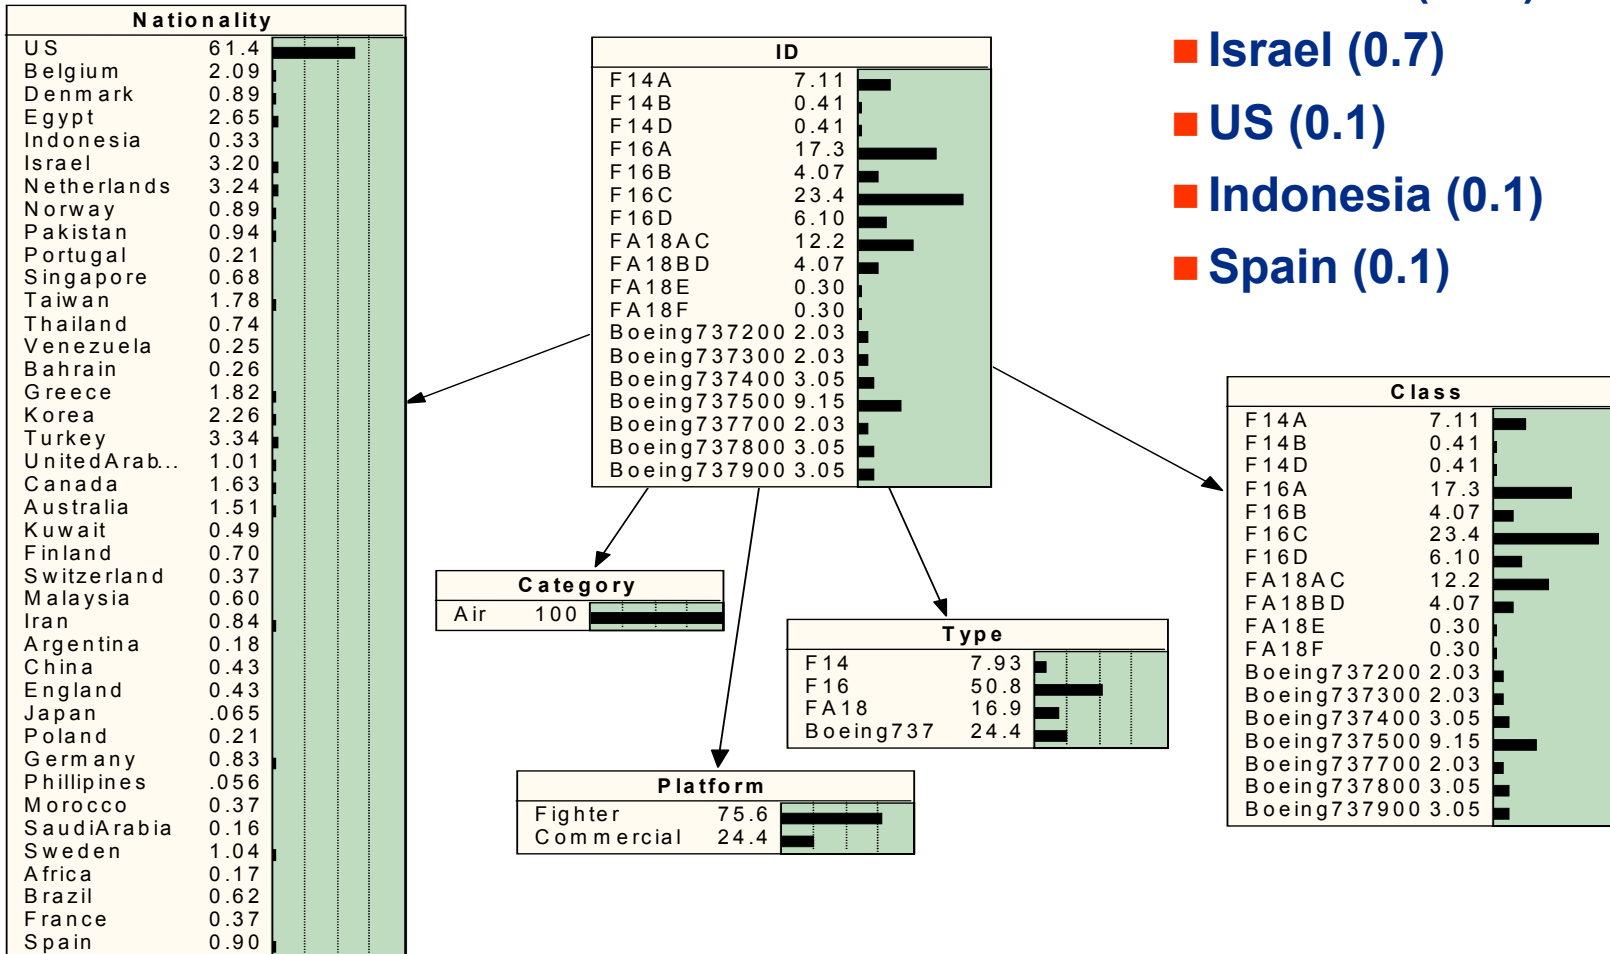 Nationality
US 61.4
Belgium 2.09
Denmark 0.89
Egypt 2.65
Indonesia 0.33
Israel 3.20
Netherlands 3.24
Norway 0.89
Pakistan 0.94
Portugal 0.21
Singapore 0.68
Taiwan 1.78
Thailand 0.74
Venezuela 0.25
Bahrain 0.26
Greece 1.82
Korea 2.26
Turkey 3.34
UnitedArab... 1.01
Canada 1.63
Australia 1.51
Kuwait 0.49
Finland 0.70
Switzerland 0.37
Malaysia 0.60
Iran 0.84
Argentina 0.18
China 0.43
England 0.43
Japan .065
Poland 0.21
Germany 0.83
Phillipines .056
Morocco 0.37
SaudiArabia 0.16
Sweden 1.04
Africa 0.17
Brazil 0.62
France 0.37
Spain 0.90
ID
F14A 7.11
F14B 0.41
F14D 0.41
F16A 17.3
F16B 4.07
F16C 23.4
F16D 6.10
FA18AC 12.2
FA18BD 4.07
FA18E 0.30
FA18F 0.30
Boeing737200 2.03
Boeing737300 2.03
Boeing737400 3.05
Boeing737500 9.15
Boeing737700 2.03
Boeing737800 3.05
Boeing737900 3.05
Israel (0.7)
US (0.1)
Indonesia (0.1)
Spain (0.1)
Category
Air 100
Platform
Fighter 75.6
Commercial 24.4
Type
F14 7.93
F16 50.8
FA18 16.9
Boeing737 24.4
Class
F14A 7.11
F14B 0.41
F14D 0.41
F16A 17.3
F16B 4.07
F16C 23.4
F16D 6.10
FA18AC 12.2
FA18BD 4.07
FA18E 0.30
FA18F 0.30
Boeing737200 2.03
Boeing737300 2.03
Boeing737400 3.05
Boeing737500 9.15
Boeing737700 2.03
Boeing737800 3.05
Boeing737900 3.05